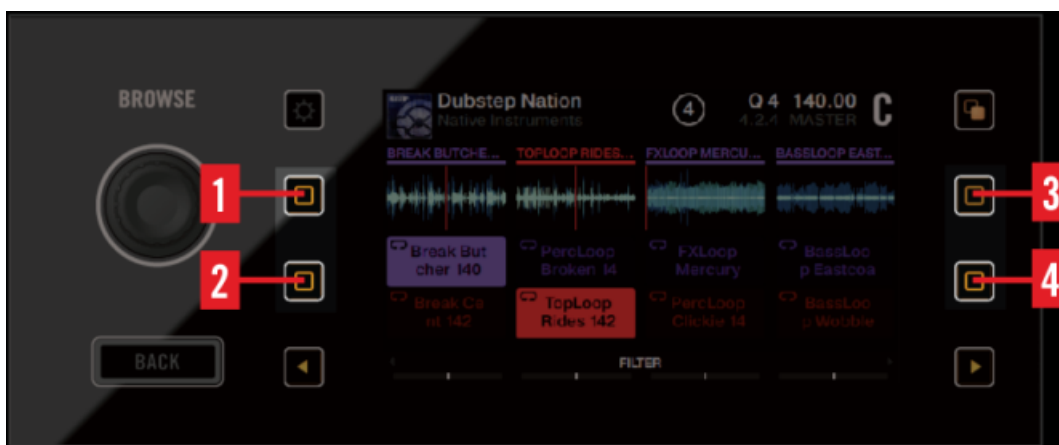 BROWSE
Dubstep Nation
Native Instruments
4
Q4 140.00
4.2.4 MASTER
C
BREAK BUTCHE... TOPLOOP RIDES... FXLOOP MERCU... BASSLOOP EAST...
1
3
Break But
cher 140
PercLoop
Broken 14
FXLoop
Mercury
BassLoo
p Eastcoa
2
4
Break Ca
nt 142
TopLoop
Rides 142
PercLoop
Clickie 14
BassLoo
p Wobble
BACK
FILTER